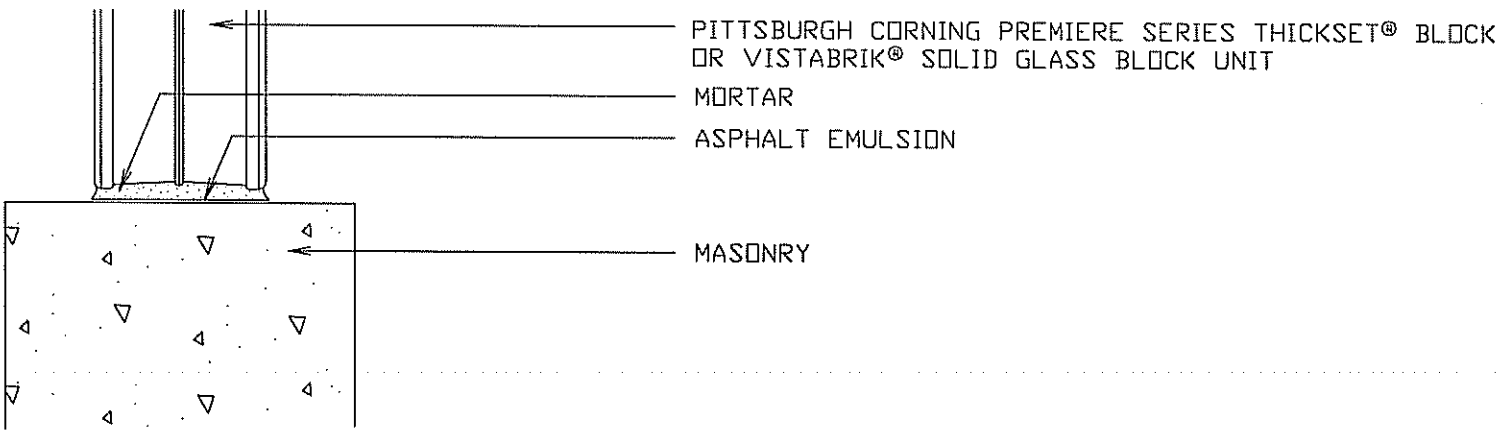 PITTSBURGH CORNING PREMIERE SERIES THICKSET® BLOCK
OR VISTABRIK® SOLID GLASS BLOCK UNIT
MORTAR
ASPHALT EMULSION
MASONRY